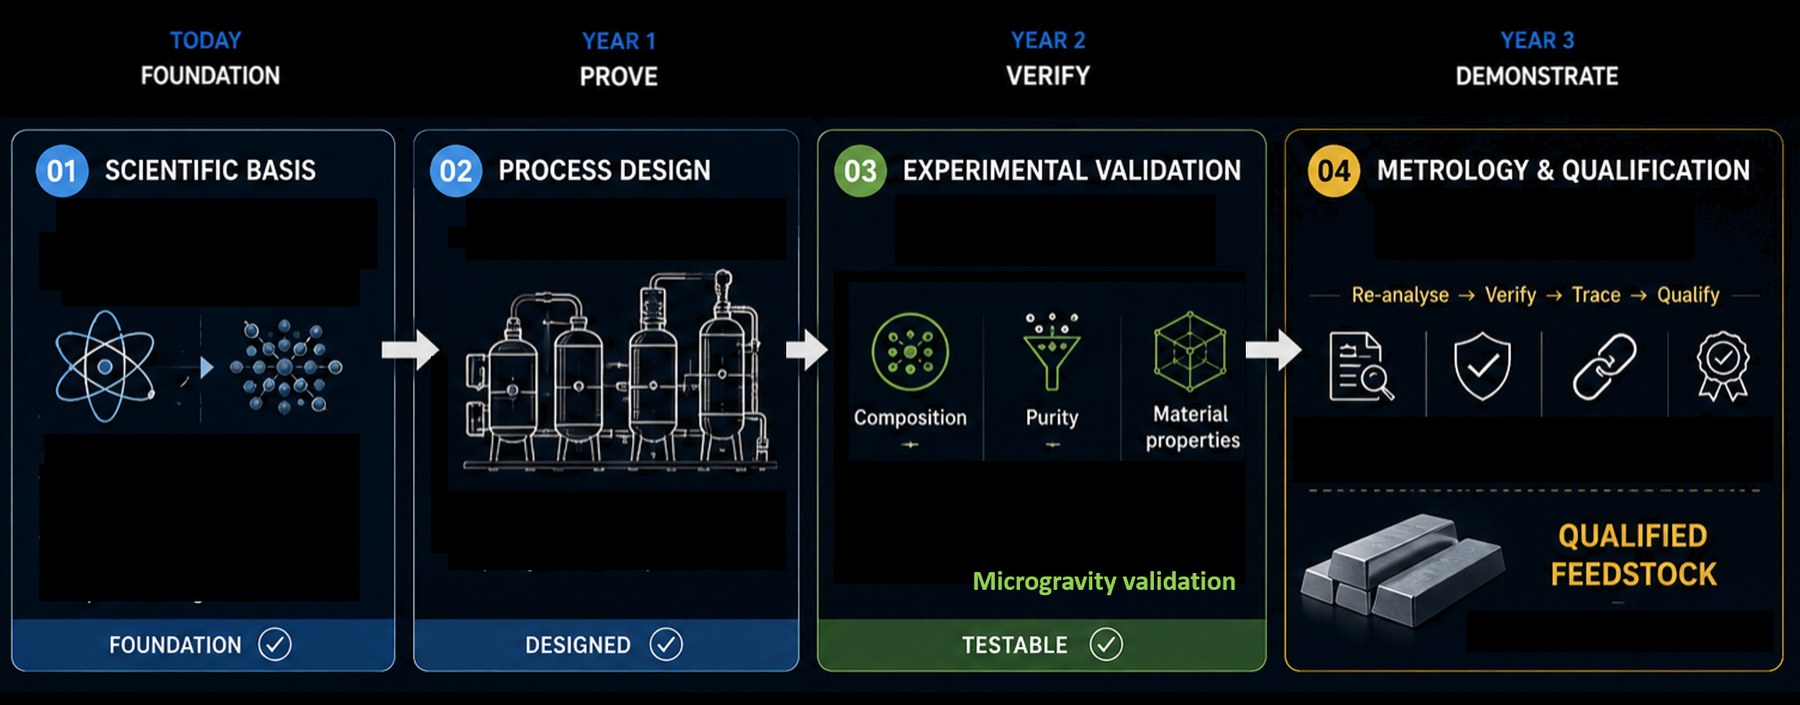 TODAY
FOUNDATION
YEAR 1
PROVE
YEAR 2
VERIFY
YEAR 3
DEMONSTRATE
01 SCIENTIFIC BASIS
FOUNDATION
02 PROCESS DESIGN
DESIGNED
03 EXPERIMENTAL VALIDATION
Composition
Purity
Material
properties
Microgravity validation
TESTABLE
04 METROLOGY & QUALIFICATION
Re-analyse → Verify → Trace → Qualify
QUALIFIED
FEEDSTOCK